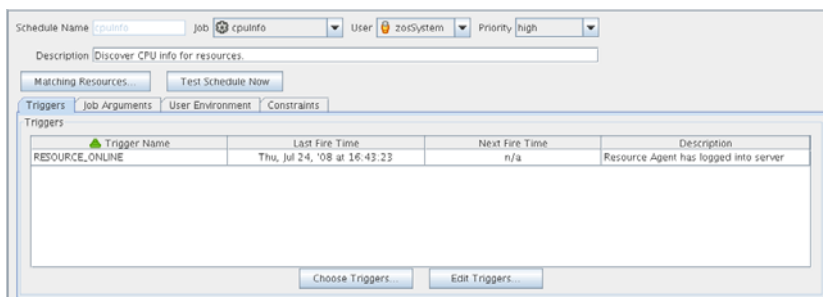 Schedule Name cpuinfo Job cpuinfo User zosSystem Priority high
Description Discover CPU info for resources.
Matching Resources... Test Schedule Now
Triggers Job Arguments User Environment Constraints
Triggers
Trigger Name Last Fire Time Next Fire Time Description
RESOURCE_ONLINE Thu, Jul 24, '08 at 16:43:23 n/a Resource Agent has logged into server
Choose Triggers... Edit Triggers...